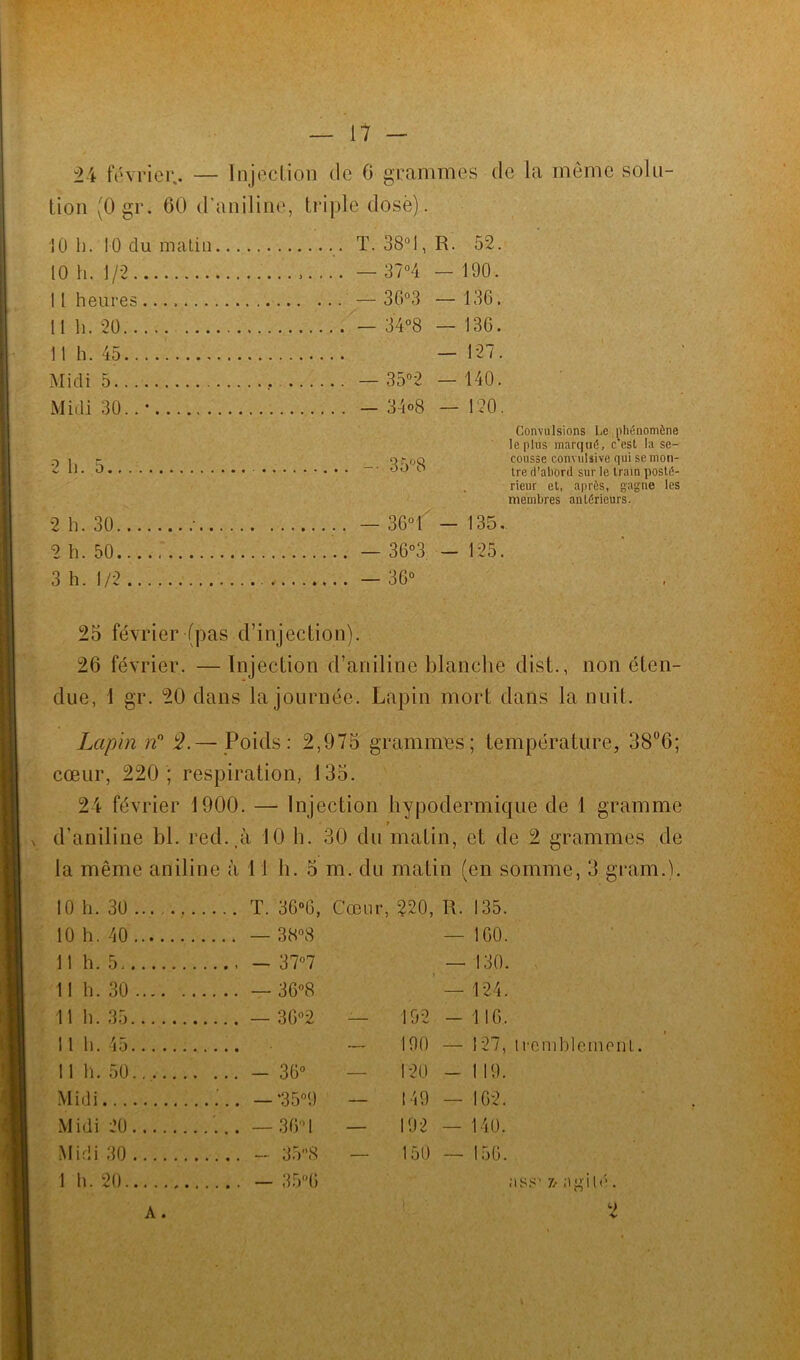 — 17 —
24 février. — Injection de 6 grammes de la même solu-
tion (0 gr. 60 d'aniline, triple dose).
10 h. 10 du matin.............. T. 38°1, R. 52.
10 h. 1/2...................... — 37°4 — 190.
11 heures...................... — 36°3 — 136.
11 h. 20....................... — 34°8 — 136.
11 h. 45....................... — 127.
Midi 5......................... — 35°2 — 140.
Midi 30........................ — 34°8 — 120.
2 h. 5......................... — 35°8 Convulsions Le phénomène
le plus marqué, c'est la se-
cousse convulsive qui se mon-
tre d'abord sur le train posté-
rieur et, après, gagne les
membres antérieurs.
2 h. 30........................ — 36°1 — 135.
2 h. 50........................ — 36°3 — 125.
3 h. 1/2....................... — 36°
25 février (pas d'injection).
26 février. — Injection d'aniline blanche dist., non éten-
due, 1 gr. 20 dans la journée. Lapin mort dans la nuit.
Lapin n° 2. — Poids : 2,975 grammes ; température, 38°6;
cœur, 220 ; respiration, 135.
24 février 1900. — Injection hypodermique de 1 gramme
d'aniline bl. red. à 10 h. 30 du matin, et de 2 grammes de
la même aniline à 11 h. 5 m. du matin (en somme, 3 gram.).
10 h. 30........... T. 36°6, Cœur, 220, R. 135.
10 h. 40........... — 38°8 — 160.
11 h. 5............ — 37°7 — 130.
11 h. 30........... — 36°8 — 124.
11 h. 35........... — 36°2 — 192 — 116.
11 h. 45........... — 190 — 127, tremblement.
11 h. 50........... — 36° — 120 — 119.
Midi............... — 35°9 — 149 — 162.
Midi 20............ — 36°1 — 192 — 140.
Midi 30............ — 35°8 — 150 — 156.
1 h. 20............ — 35°6 ass' z agité.
A. 2